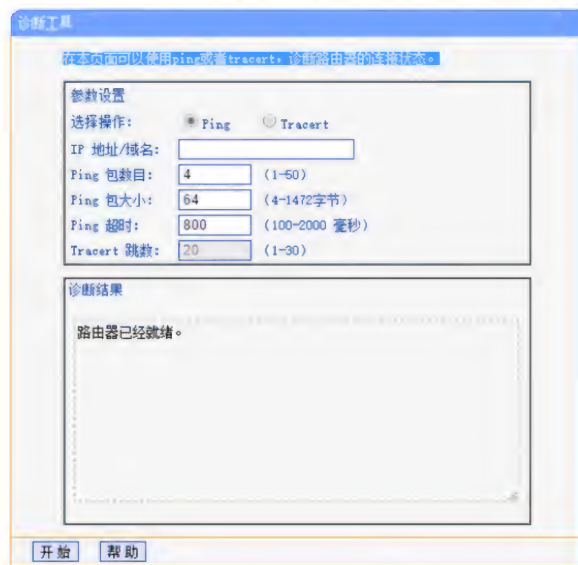 诊断工具
在本页面可以使用ping或者tracert，诊断路由器的连接状态。
参数设置
选择操作： Ping Tracert
IP 地址/域名：
Ping 包数目： 4 (1-50)
Ping 包大小： 64 (4-1472字节)
Ping 超时： 800 (100-2000 毫秒)
Tracert 跳数： 20 (1-30)
诊断结果
路由器已经就绪。
开始 帮助